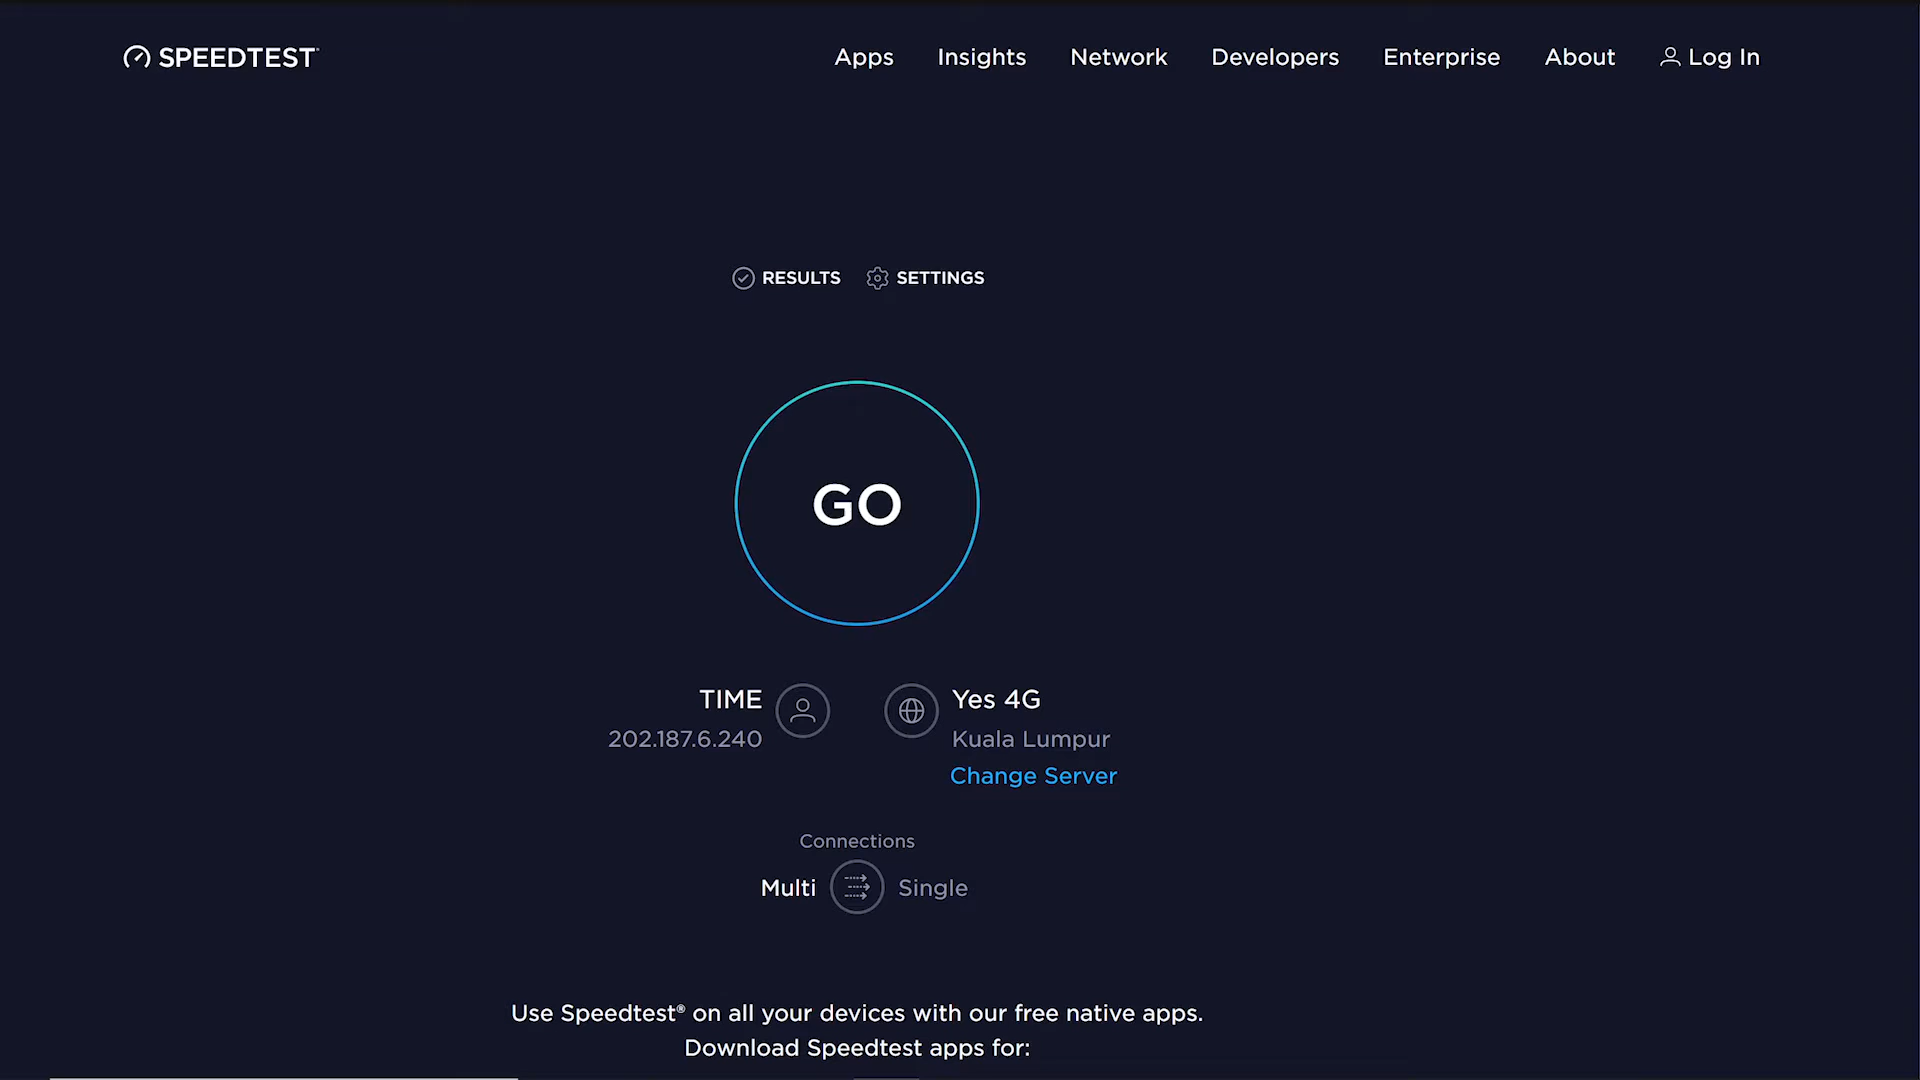 SPEEDTEST
Apps Insights Network Developers Enterprise About Log In
RESULTS SETTINGS
GO
TIME
202.187.6.240
Yes 4G
Kuala Lumpur
Change Server
Connections
Multi Single
Use Speedtest® on all your devices with our free native apps.
Download Speedtest apps for: